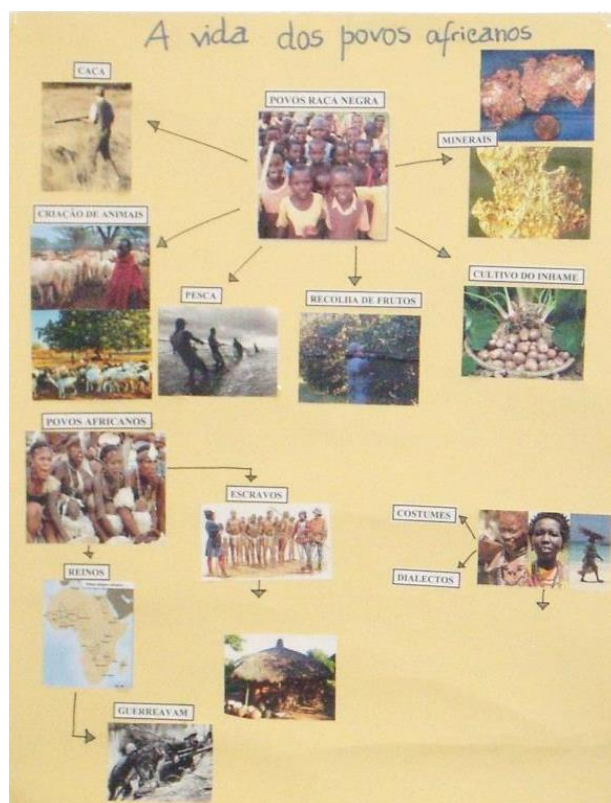 A vida dos povos africanos
CAÇA
POVOS RAÇA NEGRA
MINERAIS
CRIAÇÃO DE ANIMAIS
PESCA
RECOLHA DE FRUTOS
CULTIVO DO INHAME
POVOS AFRICANOS
ESCRAVOS
COSTUMES
DIALECTOS
REINOS
GUERREAVAM